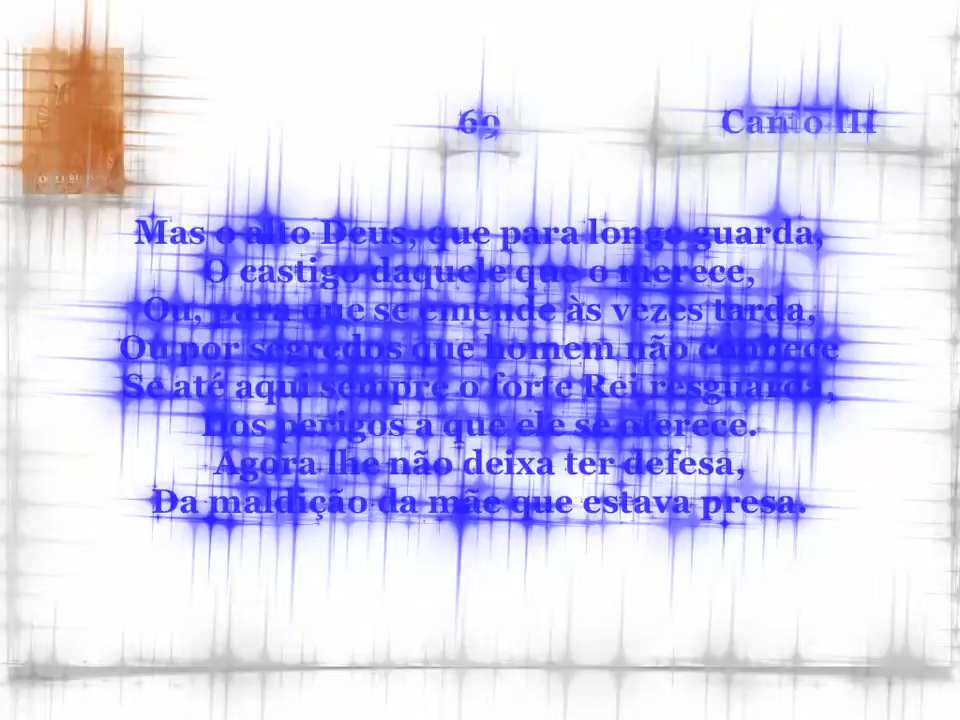 69
Canto III
Mas o alto Deus, que para longe guarda,
O castigo daquele que o merece,
Ou, para que se emende às vezes tarda,
Ou por segredos que homem não conhece
Se até aqui sempre o forte Rei resguarda,
Dos perigos a que ele se oferece.
Agora lhe não deixa ter defesa,
Da maldição da mãe que estava presa.